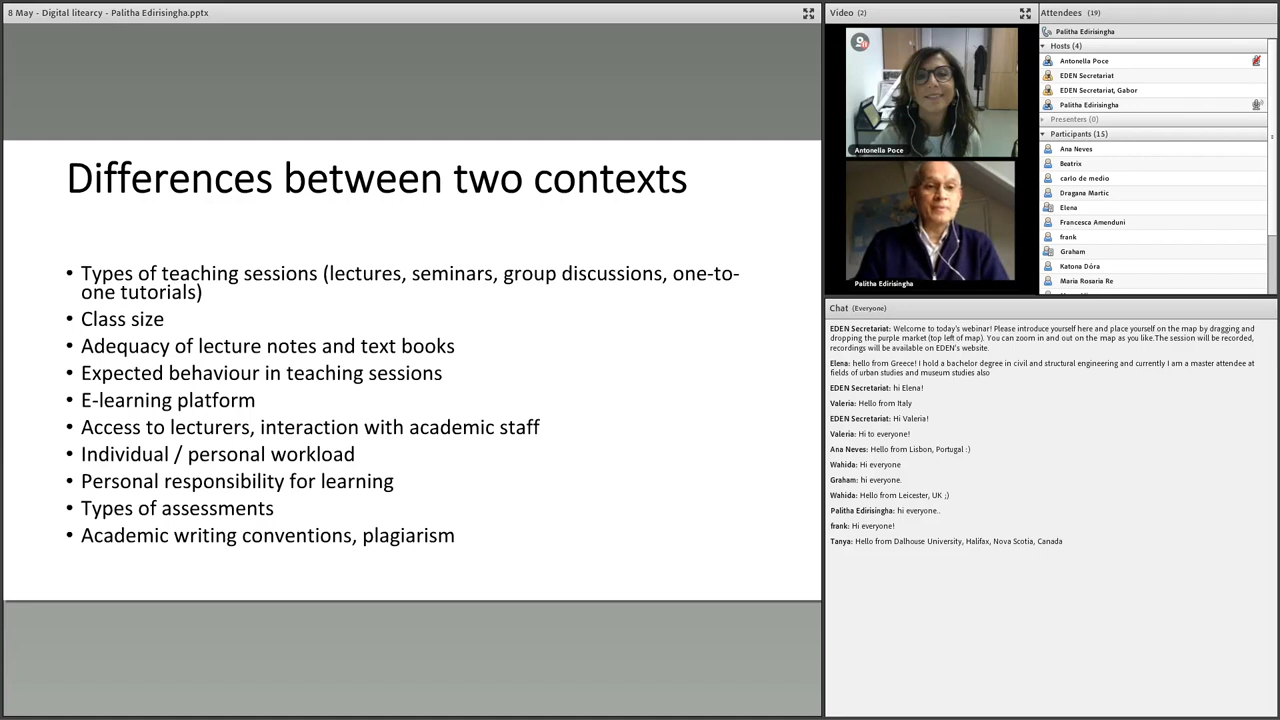 8 May - Digital litearcy - Palitha Edirisingha.pptx
Differences between two contexts
• Types of teaching sessions (lectures, seminars, group discussions, one-to-
one tutorials)
• Class size
• Adequacy of lecture notes and text books
• Expected behaviour in teaching sessions
• E-learning platform
• Access to lecturers, interaction with academic staff
• Individual / personal workload
• Personal responsibility for learning
• Types of assessments
• Academic writing conventions, plagiarism
Video (2)
Antonella Poce
Palitha Edirisingha
Attendees (19)
Palitha Edirisingha
Hosts (4)
Antonella Poce
EDEN Secretariat
EDEN Secretariat, Gabor
Palitha Edirisingha
Presenters (0)
Participants (15)
Ana Neves
Beatrix
carlo de medio
Dragana Martic
Elena
Francesca Amenduni
frank
Graham
Katona Dóra
Maria Rosaria Re
Chat (Everyone)
EDEN Secretariat: Welcome to today's webinar! Please introduce yourself here and place yourself on the map by dragging and
dropping the purple market (top left of map). You can zoom in and out on the map as you like.The session will be recorded,
recordings will be available on EDEN's website.
Elena: hello from Greece! I hold a bachelor degree in civil and structural engineering and currently I am a master attendee at
fields of urban studies and museum studies also
EDEN Secretariat: hi Elena!
Valeria: Hello from Italy
EDEN Secretariat: Hi Valeria!
Valeria: Hi to everyone!
Ana Neves: Hello from Lisbon, Portugal :)
Wahida: Hi everyone
Graham: hi everyone.
Wahida: Hello from Leicester, UK ;)
Palitha Edirisingha: hi everyone..
frank: Hi everyone!
Tanya: Hello from Dalhouse University, Halifax, Nova Scotia, Canada